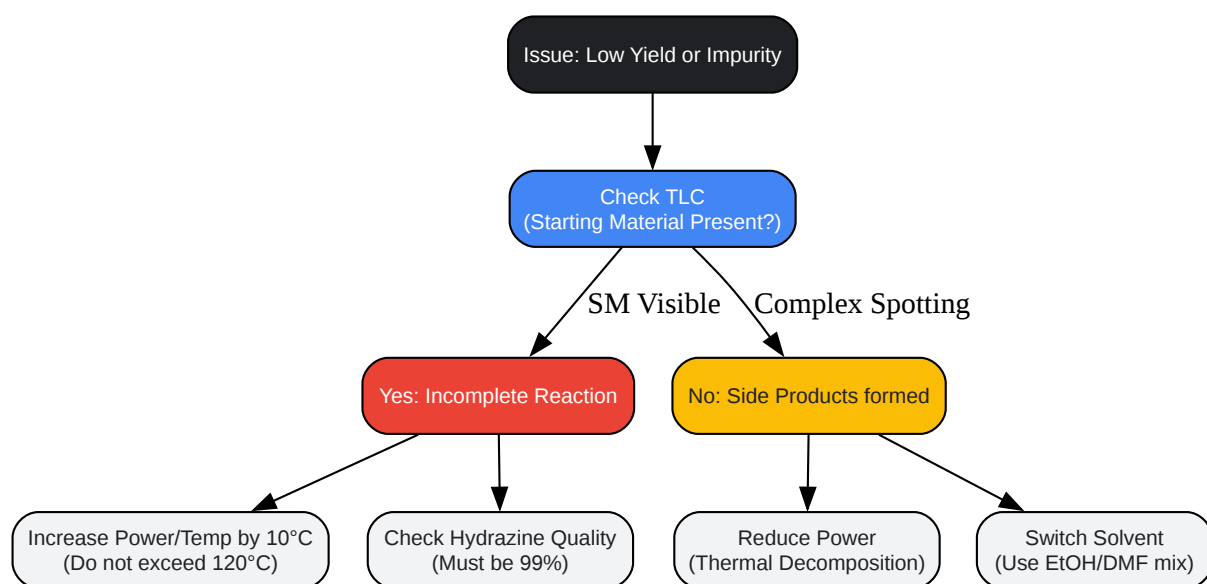 Issue: Low Yield or Impurity
Check TLC
(Starting Material Present?)
SM Visible
Complex Spotting
Yes: Incomplete Reaction
No: Side Products formed
Increase Power/Temp by 10°C
(Do not exceed 120°C)
Check Hydrazine Quality
(Must be 99%)
Reduce Power
(Thermal Decomposition)
Switch Solvent
(Use EtOH/DMF mix)